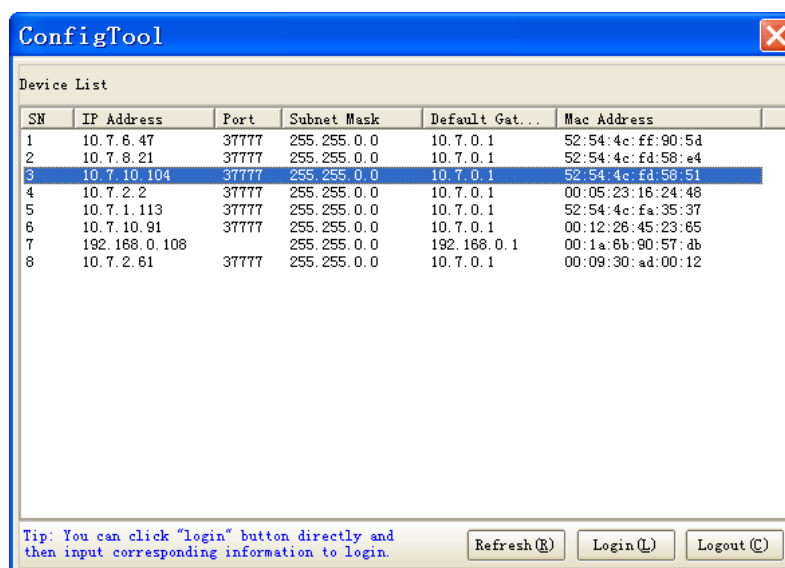 ConfigTool
Device List
SN IP Address Port Subnet Mask Default Gat... Mac Address
1 10.7.6.47 37777 255.255.0.0 10.7.0.1 52:54:4c:ff:90:5d
2 10.7.8.21 37777 255.255.0.0 10.7.0.1 52:54:4c:fd:58:e4
3 10.7.10.104 37777 255.255.0.0 10.7.0.1 52:54:4c:fd:58:51
4 10.7.2.2 37777 255.255.0.0 10.7.0.1 00:05:23:16:24:48
5 10.7.1.113 37777 255.255.0.0 10.7.0.1 52:54:4c:fa:35:37
6 10.7.10.91 37777 255.255.0.0 10.7.0.1 00:12:26:45:23:65
7 192.168.0.108 255.255.0.0 192.168.0.1 00:1a:6b:90:57:db
8 10.7.2.61 37777 255.255.0.0 10.7.0.1 00:09:30:ad:00:12
Tip: You can click "login" button directly and
then input corresponding information to login.
Refresh(R) Login(L) Logout(C)